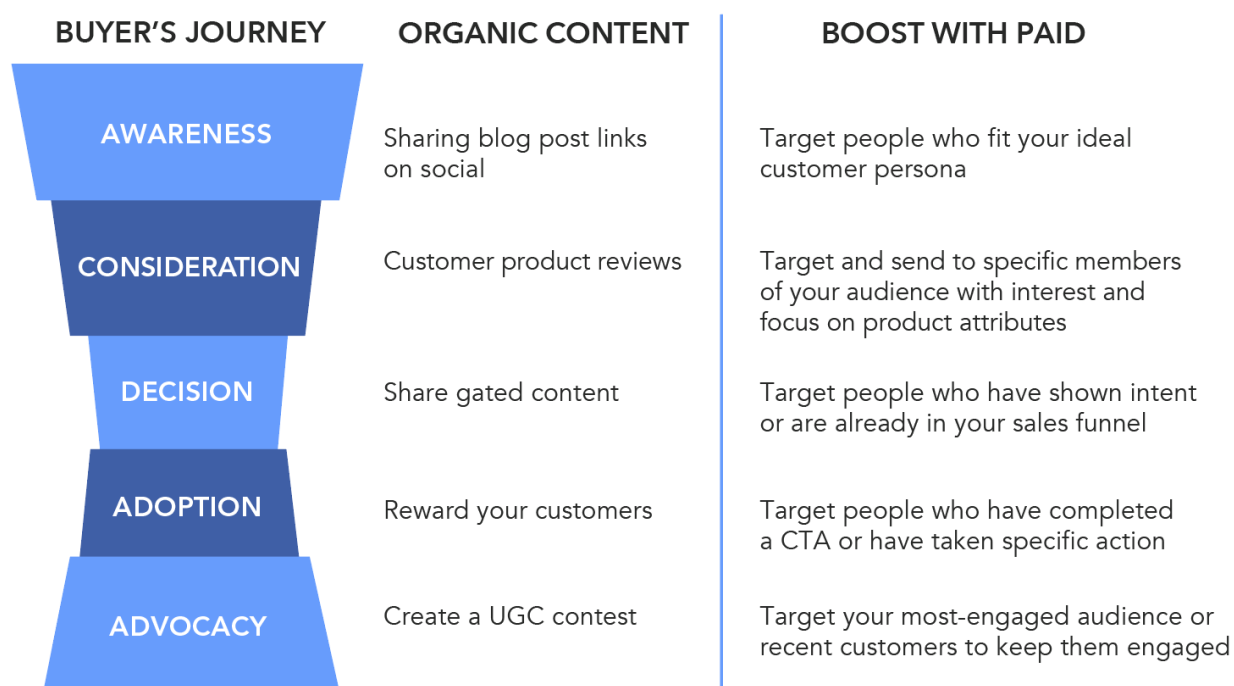 BUYER'S JOURNEY
ORGANIC CONTENT
BOOST WITH PAID
AWARENESS
Sharing blog post links
on social
Target people who fit your ideal
customer persona
CONSIDERATION
Customer product reviews
Target and send to specific members
of your audience with interest and
focus on product attributes
DECISION
Share gated content
Target people who have shown intent
or are already in your sales funnel
ADOPTION
Reward your customers
Target people who have completed
a CTA or have taken specific action
ADVOCACY
Create a UGC contest
Target your most-engaged audience or
recent customers to keep them engaged